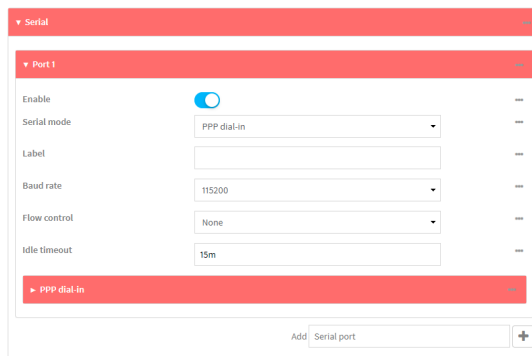 Serial
Port 1
Enable
Serial mode
PPP dial-in
Label
Baud rate
115200
Flow control
None
Idle timeout
15m
PPP dial-in
Add Serial port